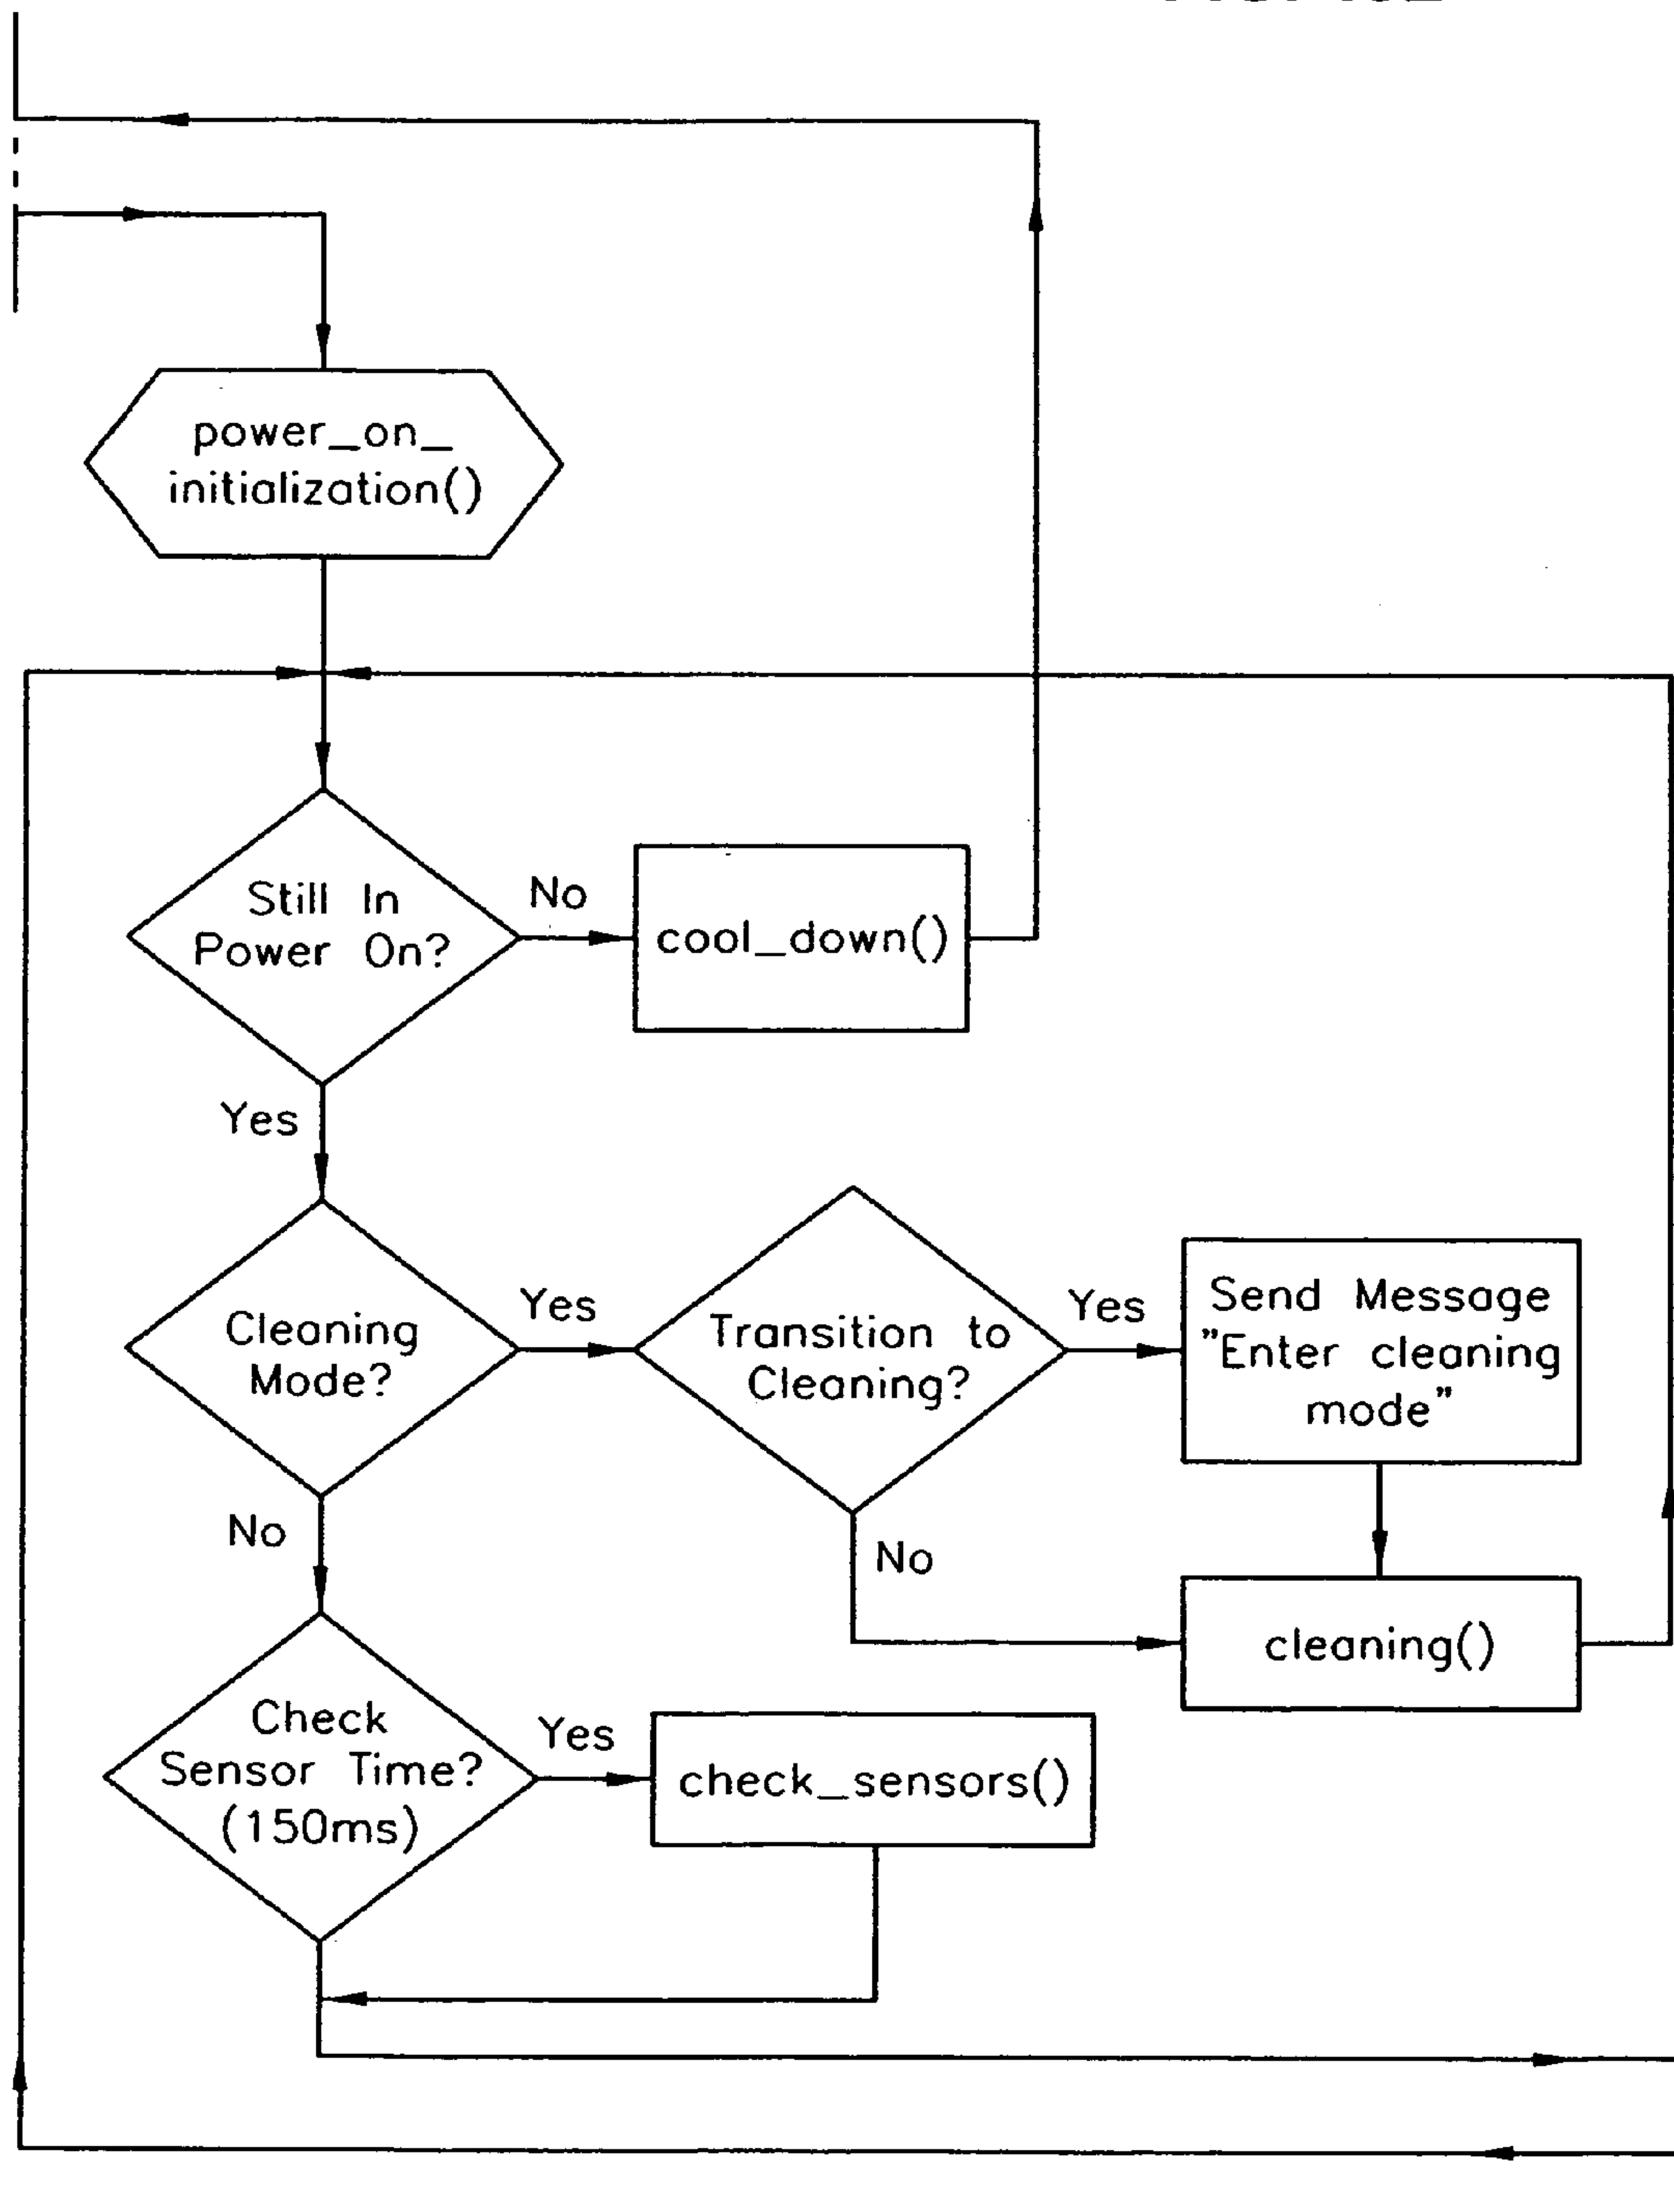 power_on_
initialization()
Still In
Power On?
No
cool_down()
Yes
Cleaning
Mode?
Yes
Transition to
Cleaning?
Yes
Send Message
"Enter cleaning
mode"
No
No
cleaning()
Check
Sensor Time?
(150ms)
Yes
check_sensors()